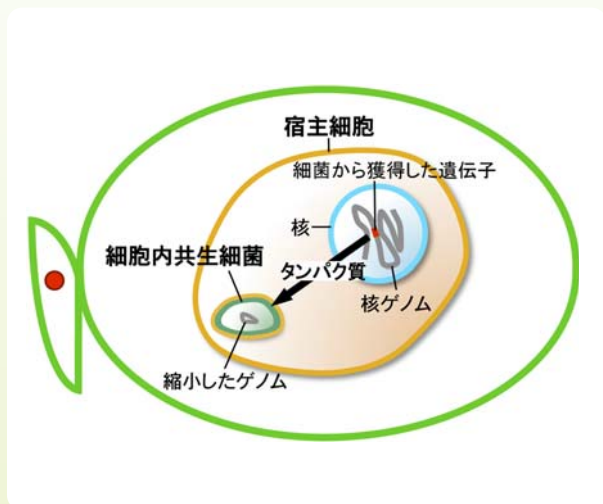 宿主細胞
細菌から獲得した遺伝子
核
細胞内共生細菌
タンパク質
核ゲノム
縮小したゲノム